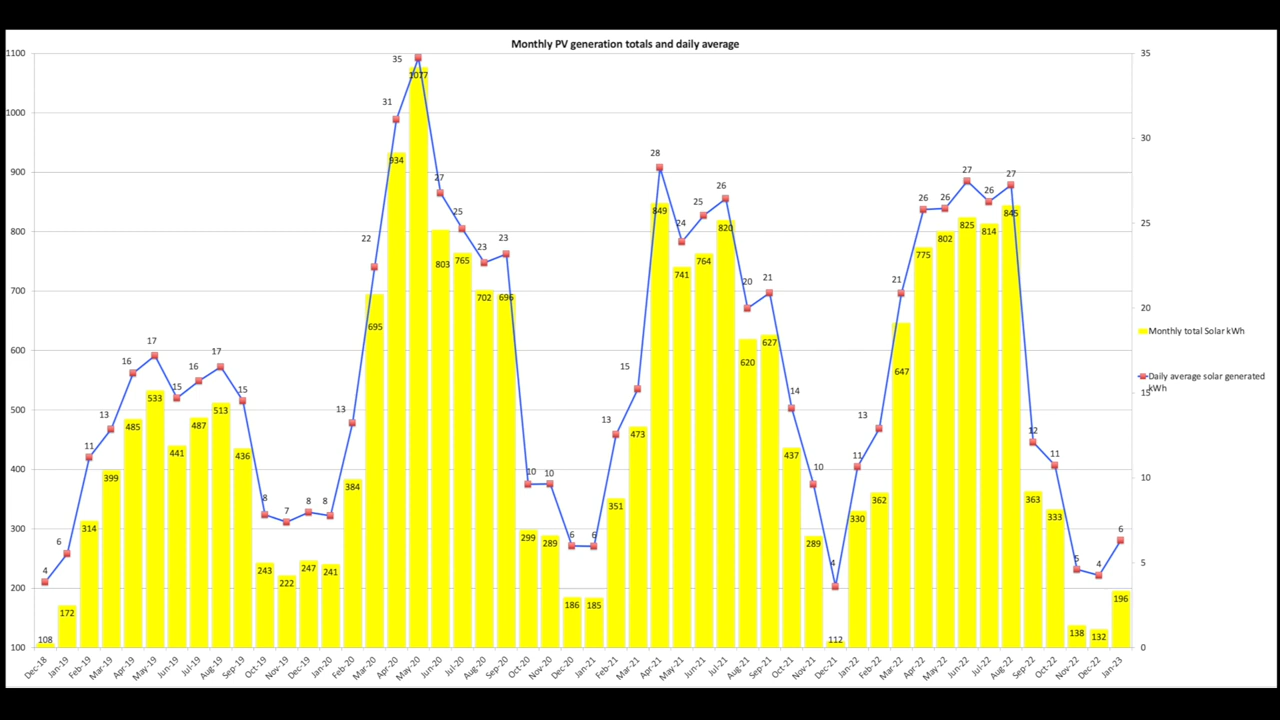 Monthly PV generation totals and daily average
1100
1000
900
800
700
600
500
400
300
200
100
35
30
25
20
15
10
5
0
4
6
11
13
16
17
15
16
17
15
8
7
8
8
13
22
31
35
27
25
23
23
10
10
6
6
13
15
28
24
25
26
20
21
14
10
4
11
13
21
26
26
27
26
27
12
11
5
4
6
108
172
314
399
485
533
441
487
513
436
243
222
247
241
384
695
934
1077
803
765
702
696
299
289
186
185
351
473
849
741
764
820
620
627
437
289
112
330
362
647
775
802
825
814
845
363
333
138
132
196
Monthly total Solar kWh
Daily average solar generated
kWh
Dec-18
Jan-19
Feb-19
Mar-19
Apr-19
May-19
Jun-19
Jul-19
Aug-19
Sep-19
Oct-19
Nov-19
Dec-19
Jan-20
Feb-20
Mar-20
Apr-20
May-20
Jun-20
Jul-20
Aug-20
Sep-20
Oct-20
Nov-20
Dec-20
Jan-21
Feb-21
Mar-21
Apr-21
May-21
Jun-21
Jul-21
Aug-21
Sep-21
Oct-21
Nov-21
Dec-21
Jan-22
Feb-22
Mar-22
Apr-22
May-22
Jun-22
Jul-22
Aug-22
Sep-22
Oct-22
Nov-22
Dec-22
Jan-23